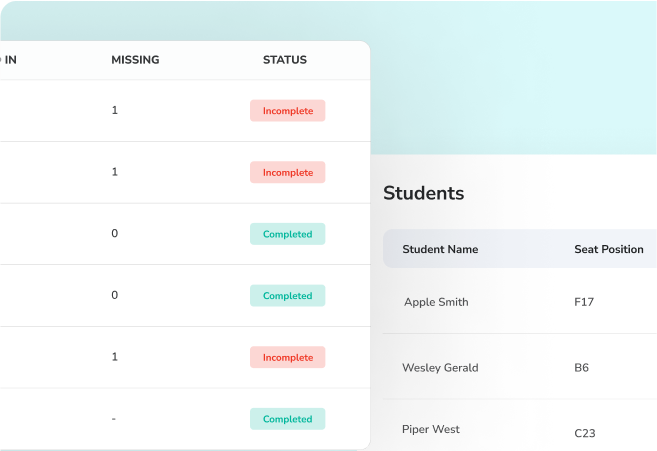 IN MISSING STATUS
1 Incomplete
1 Incomplete
0 Completed
0 Completed
1 Incomplete
- Completed
Students
Student Name Seat Position
Apple Smith F17
Wesley Gerald B6
Piper West C23